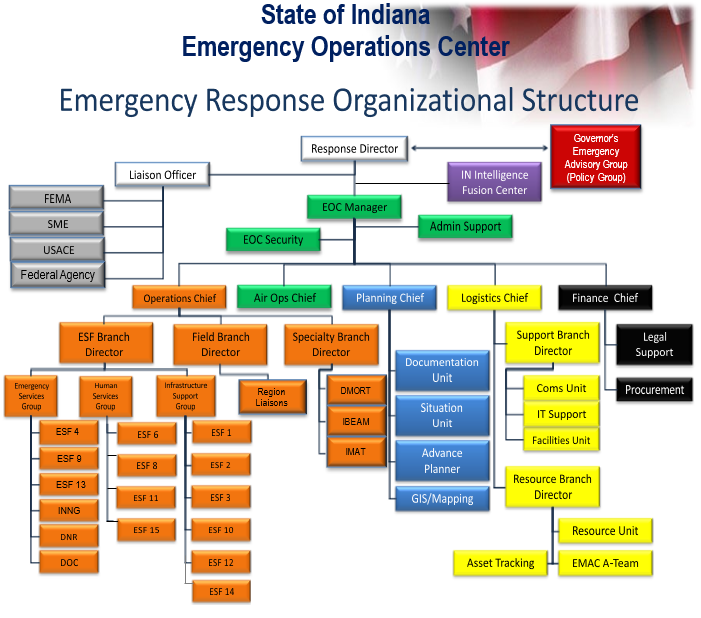 State of Indiana
Emergency Operations Center
Emergency Response Organizational Structure
Response Director
Governor's
Emergency
Advisory Group
(Policy Group)
Liaison Officer
IN Intelligence
Fusion Center
FEMA
SME
USACE
Federal Agency
EOC Manager
Admin Support
EOC Security
Operations Chief
Air Ops Chief
Planning Chief
Logistics Chief
Finance Chief
ESF Branch
Director
Field Branch
Director
Specialty Branch
Director
Support Branch
Director
Legal
Support
Documentation
Unit
Emergency
Services
Group
Human
Services
Group
Infrastructure
Support
Group
Region
Liaisons
DMORT
IBEAM
IMAT
Situation
Unit
Advance
Planner
GIS/Mapping
Coms Unit
IT Support
Facilities Unit
Procurement
ESF 4
ESF 9
ESF 13
INNG
DNR
DOC
ESF 6
ESF 8
ESF 11
ESF 15
ESF 1
ESF 2
ESF 3
ESF 10
ESF 12
ESF 14
Resource Branch
Director
Resource Unit
Asset Tracking
EMAC A-Team